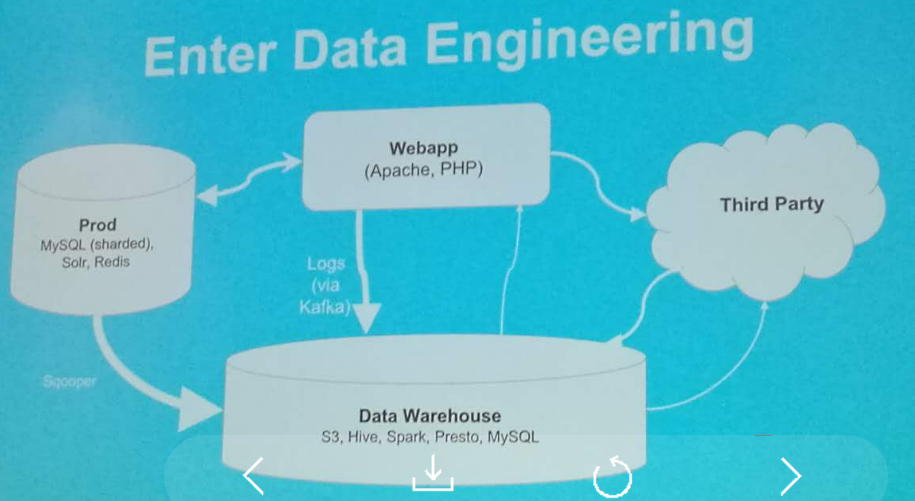 Enter Data Engineering
Webapp
(Apache, PHP)
Third Party
Prod
MySQL (sharded),
Solr, Redis
Logs
(via
Kafka)
Sqooper
Data Warehouse
S3, Hive, Spark, Presto, MySQL